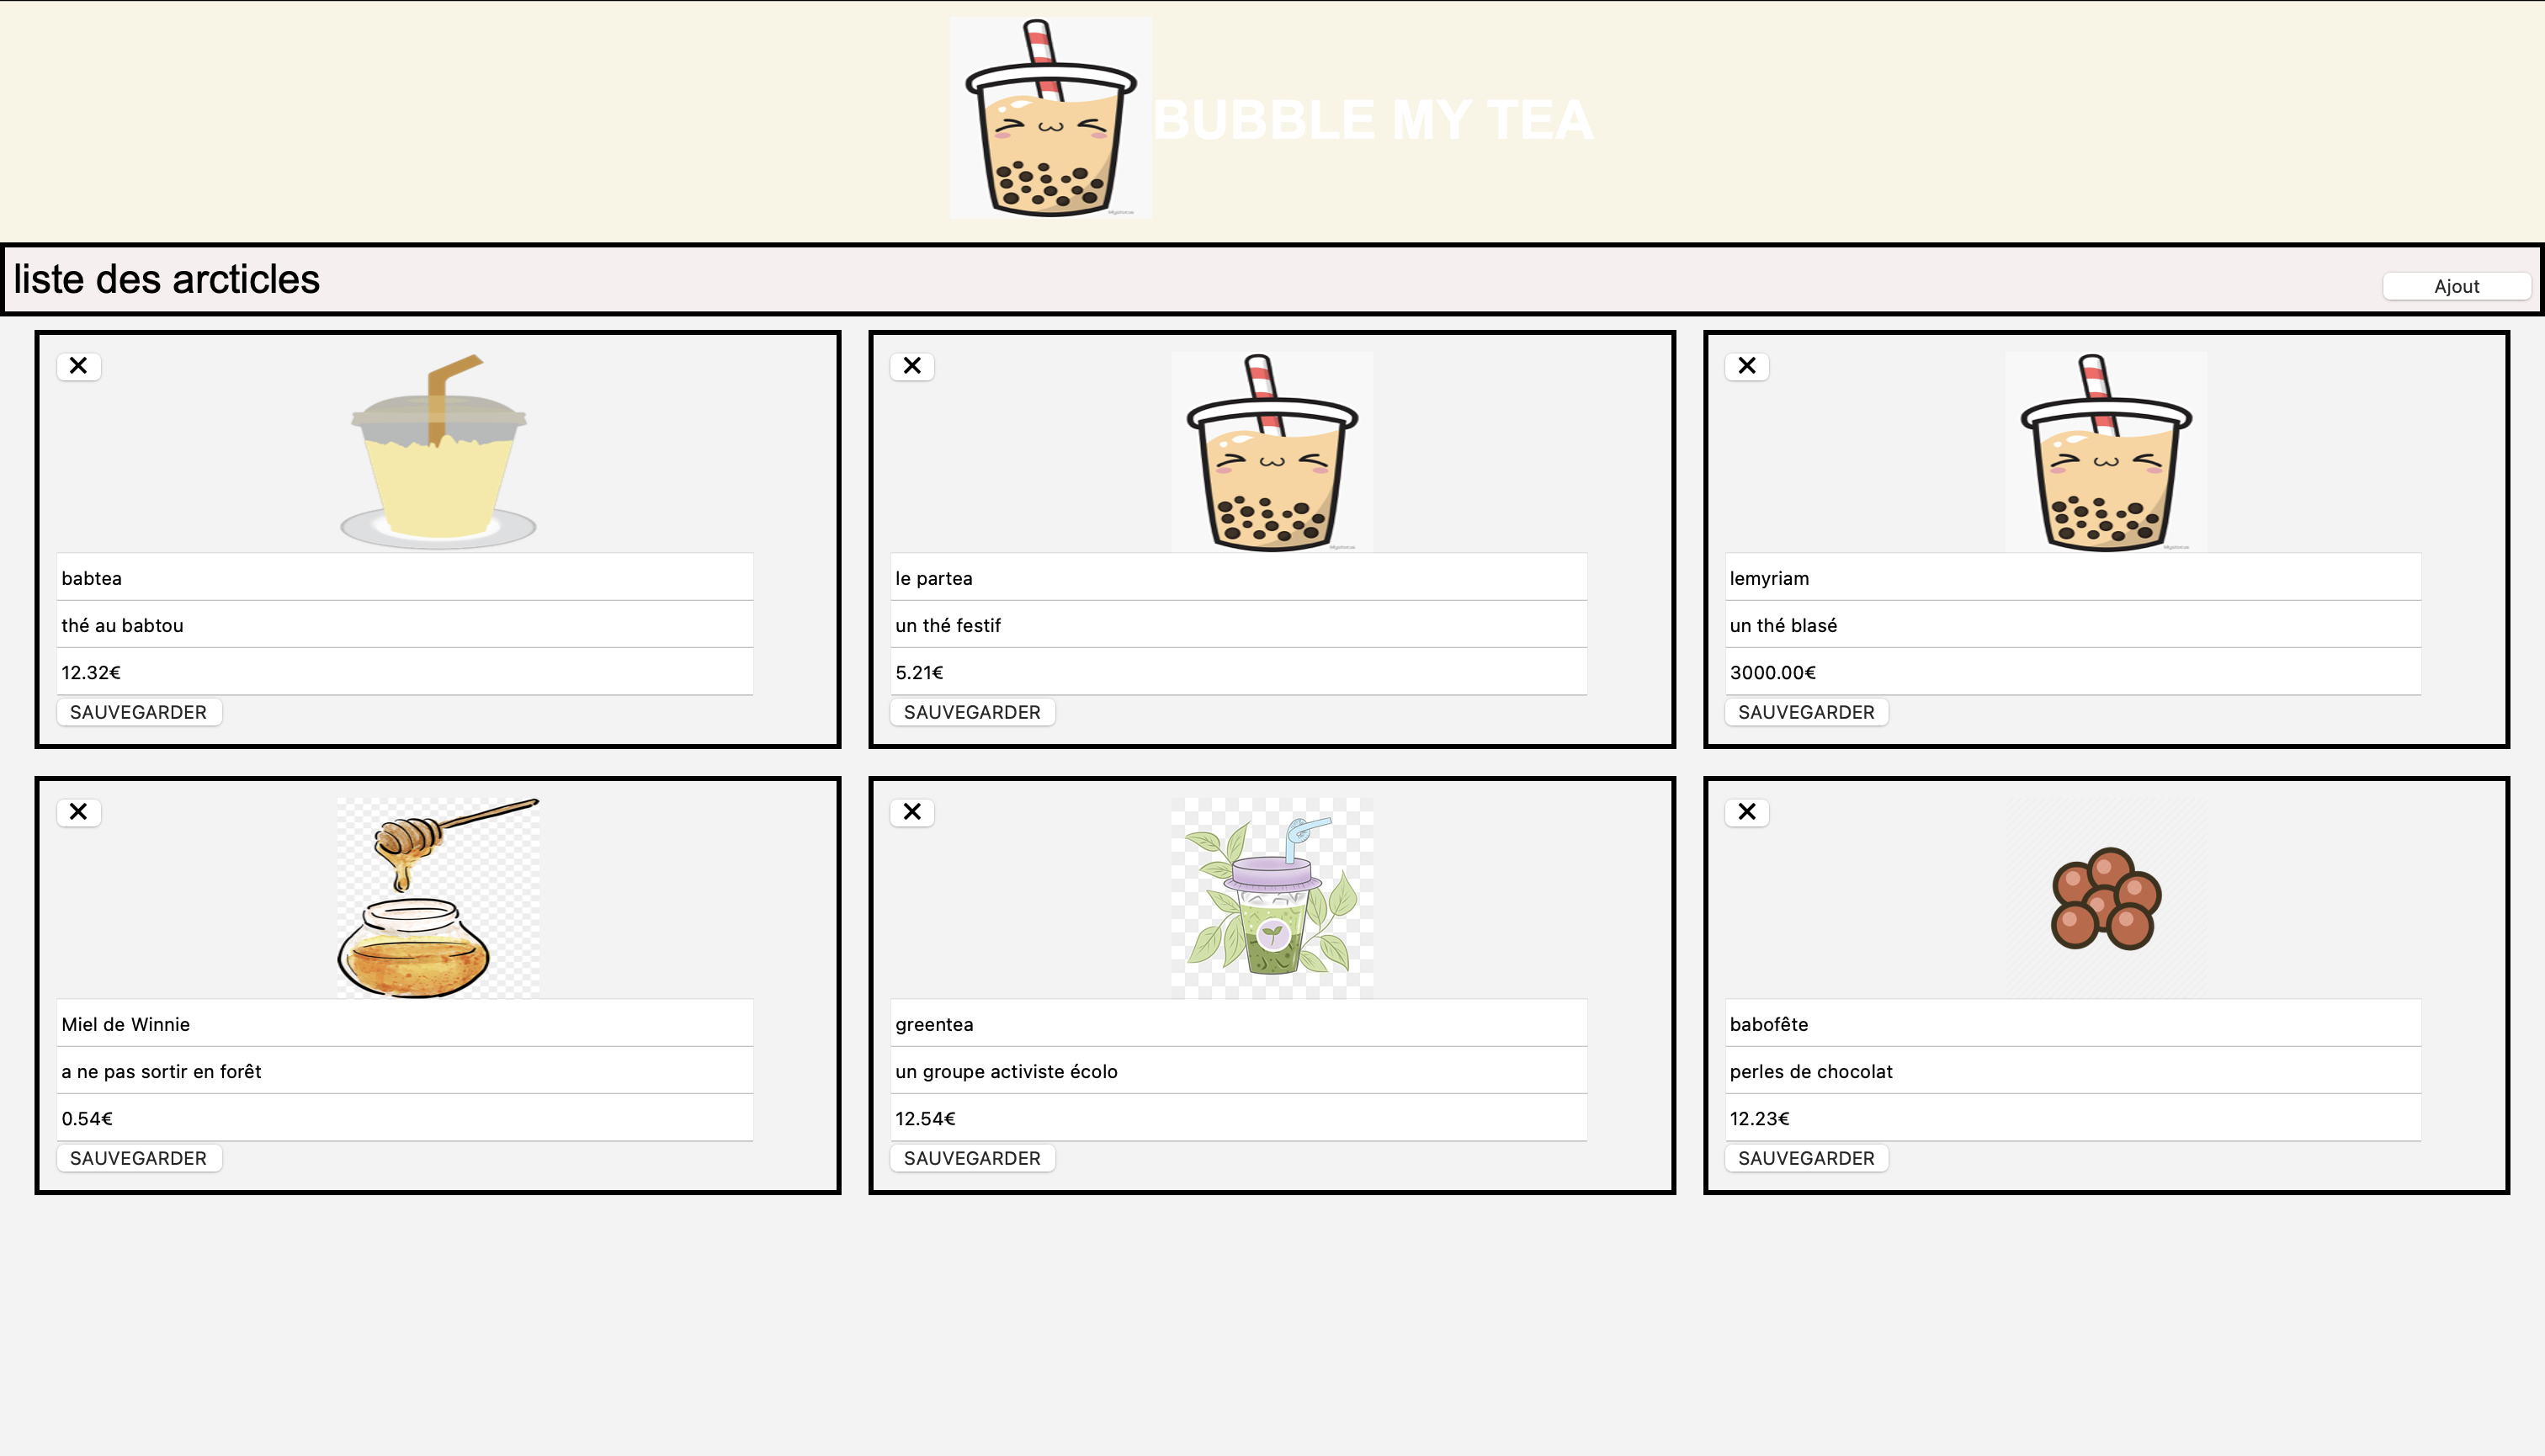 BUBBLE MY TEA
liste des arcticles
Ajout
babtea
thé au babtou
12.32€
SAUVEGARDER
le partea
un thé festif
5.21€
SAUVEGARDER
lemyriam
un thé blasé
3000.00€
SAUVEGARDER
Miel de Winnie
a ne pas sortir en forêt
0.54€
SAUVEGARDER
greentea
un groupe activiste écolo
12.54€
SAUVEGARDER
babofête
perles de chocolat
12.23€
SAUVEGARDER